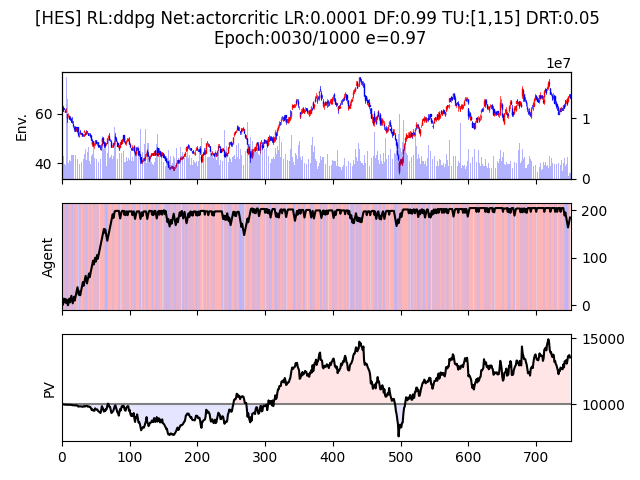 [HES] RL:ddpg Net:actorcritic LR:0.0001 DF:0.99 TU:[1,15] DRT:0.05
Epoch:0030/1000 e=0.97
1e7
Env.
60
40
1
0
Agent
200
100
0
PV
15000
10000
0 100 200 300 400 500 600 700